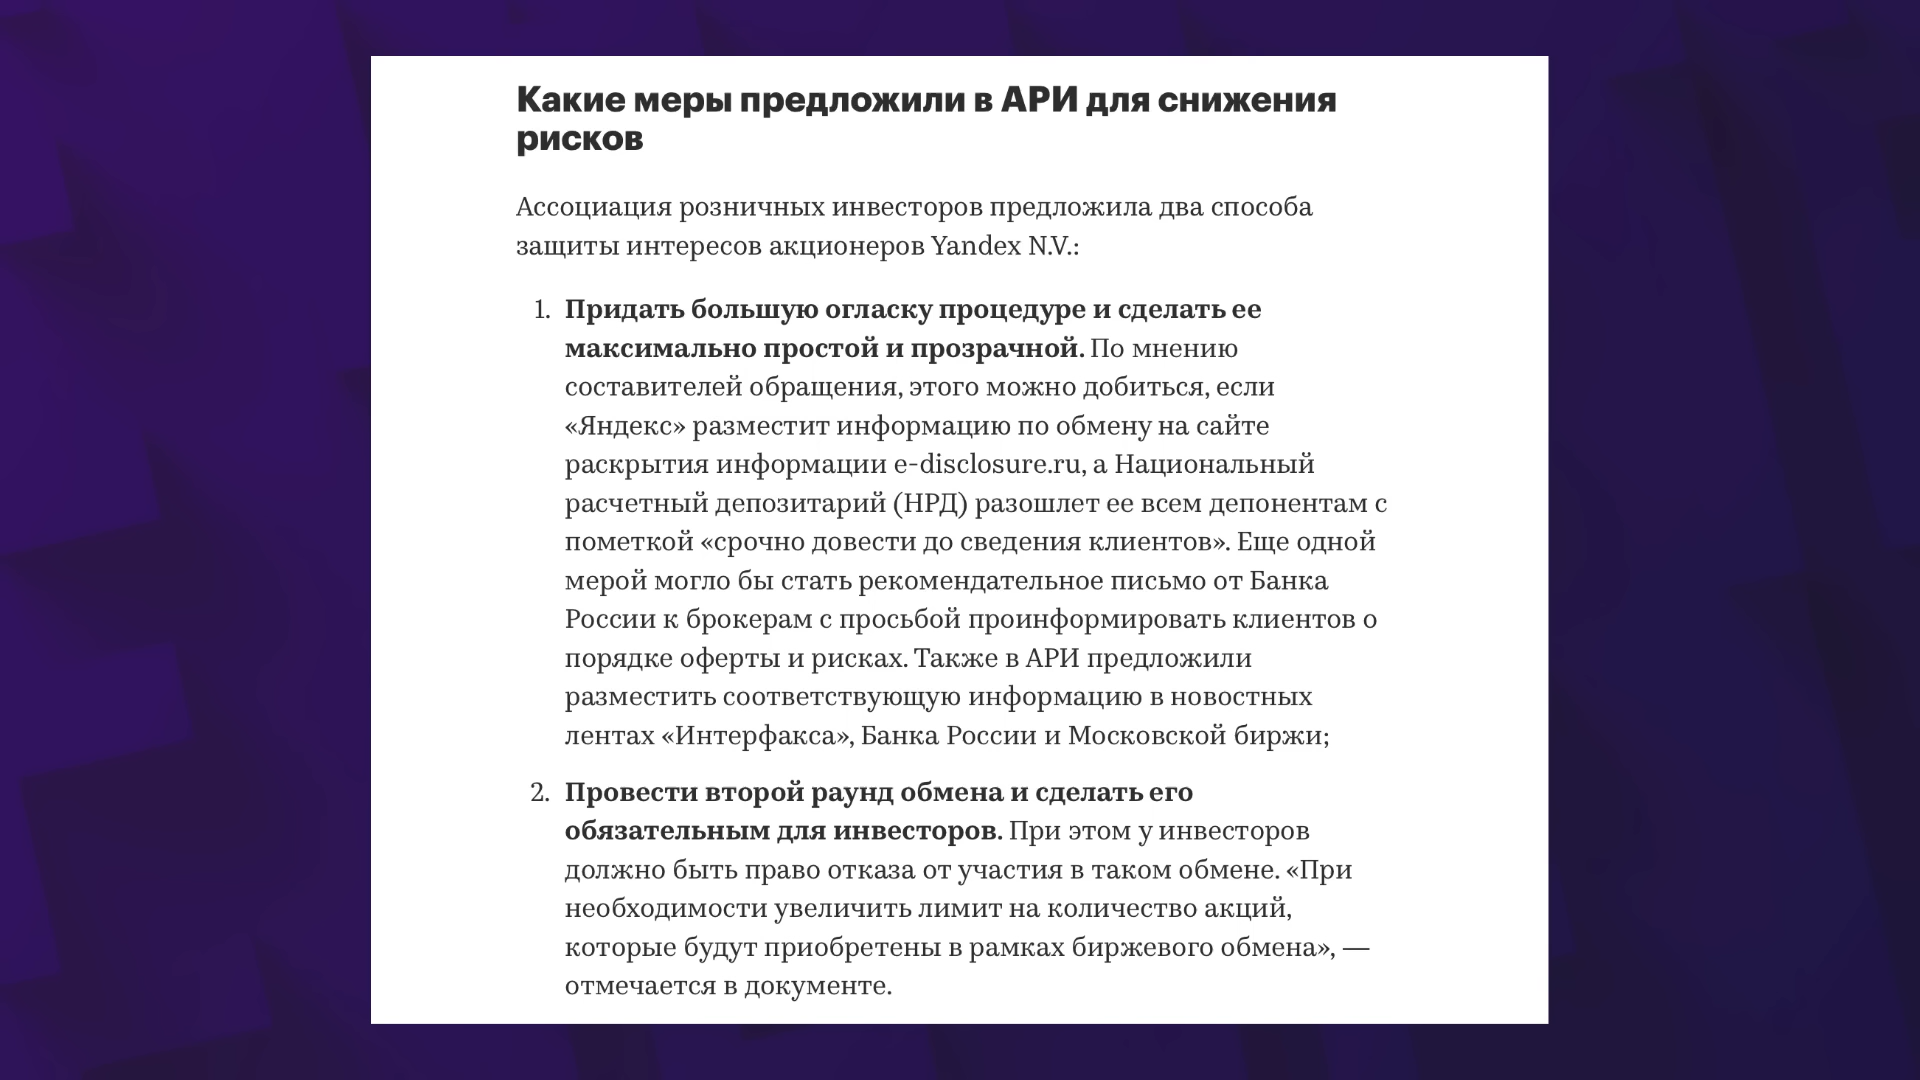 Какие меры предложили в АРИ для снижения
рисков
Ассоциация розничных инвесторов предложила два способа
защиты интересов акционеров Yandex N.V.:
1. Придать большую огласку процедуре и сделать ее
максимально простой и прозрачной. По мнению
составителей обращения, этого можно добиться, если
«Яндекс» разместит информацию по обмену на сайте
раскрытия информации e-disclosure.ru, а Национальный
расчетный депозитарий (НРД) разошлет ее всем депонентам с
пометкой «срочно довести до сведения клиентов». Еще одной
мерой могло бы стать рекомендательное письмо от Банка
России к брокерам с просьбой проинформировать клиентов о
порядке оферты и рисках. Также в АРИ предложили
разместить соответствующую информацию в новостных
лентах «Интерфакса», Банка России и Московской биржи;
2. Провести второй раунд обмена и сделать его
обязательным для инвесторов. При этом у инвесторов
должно быть право отказа от участия в таком обмене. «При
необходимости увеличить лимит на количество акций,
которые будут приобретены в рамках биржевого обмена», —
отмечается в документе.